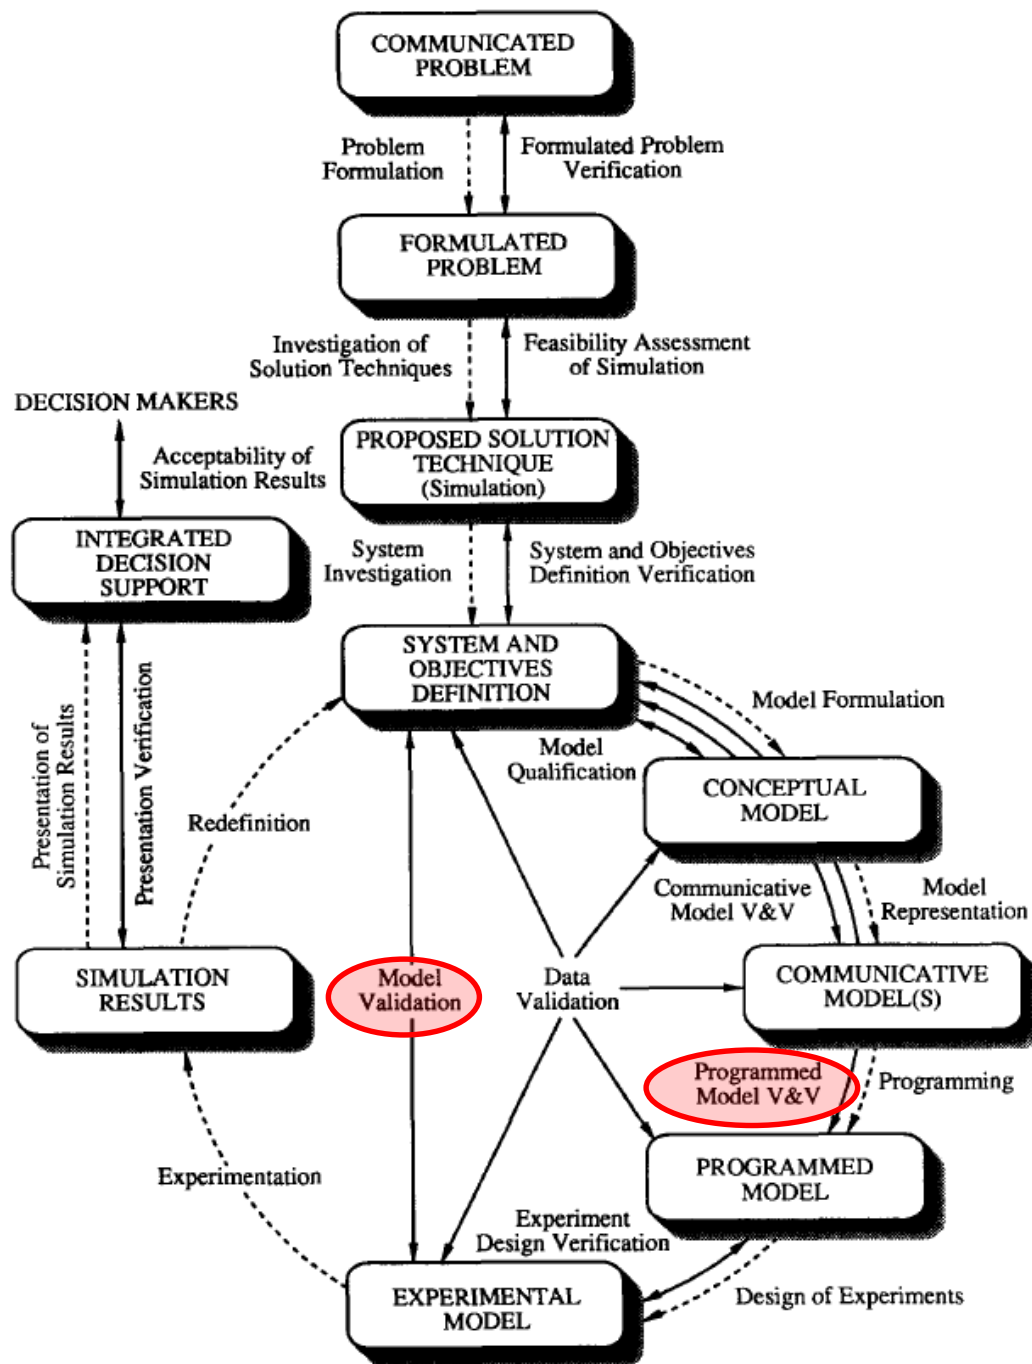 COMMUNICATED
PROBLEM
Problem
Formulation
Formulated Problem
Verification
FORMULATED
PROBLEM
Investigation of
Solution Techniques
Feasibility Assessment
of Simulation
DECISION MAKERS
Acceptability of
Simulation Results
PROPOSED SOLUTION
TECHNIQUE
(Simulation)
INTEGRATED
DECISION
SUPPORT
System
Investigation
System and Objectives
Definition Verification
SYSTEM AND
OBJECTIVES
DEFINITION
Presentation of
Simulation Results
Presentation Verification
Model Formulation
Model
Qualification
CONCEPTUAL
MODEL
Redefinition
Communicative
Model V&V
Model
Representation
SIMULATION
RESULTS
Model
Validation
Data
Validation
COMMUNICATIVE
MODEL(S)
Programmed
Model V&V
Programming
PROGRAMMED
MODEL
Experimentation
Experiment
Design Verification
EXPERIMENTAL
MODEL
Design of Experiments